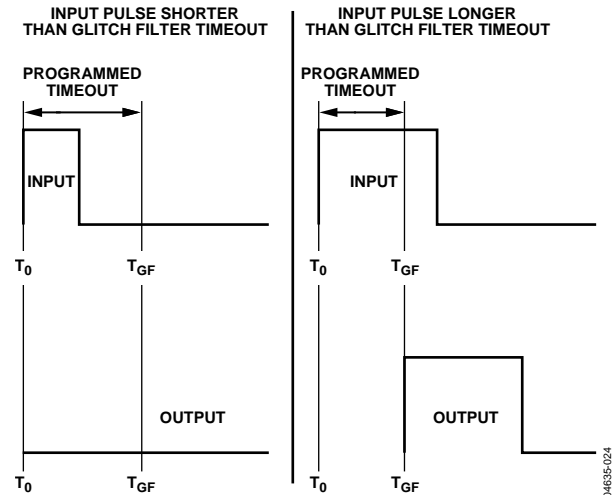 INPUT PULSE SHORTER
THAN GLITCH FILTER TIMEOUT
PROGRAMMED
TIMEOUT
INPUT
T0
TGF
OUTPUT
T0
TGF
INPUT PULSE LONGER
THAN GLITCH FILTER TIMEOUT
PROGRAMMED
TIMEOUT
INPUT
T0
TGF
OUTPUT
T0
TGF
04635-024